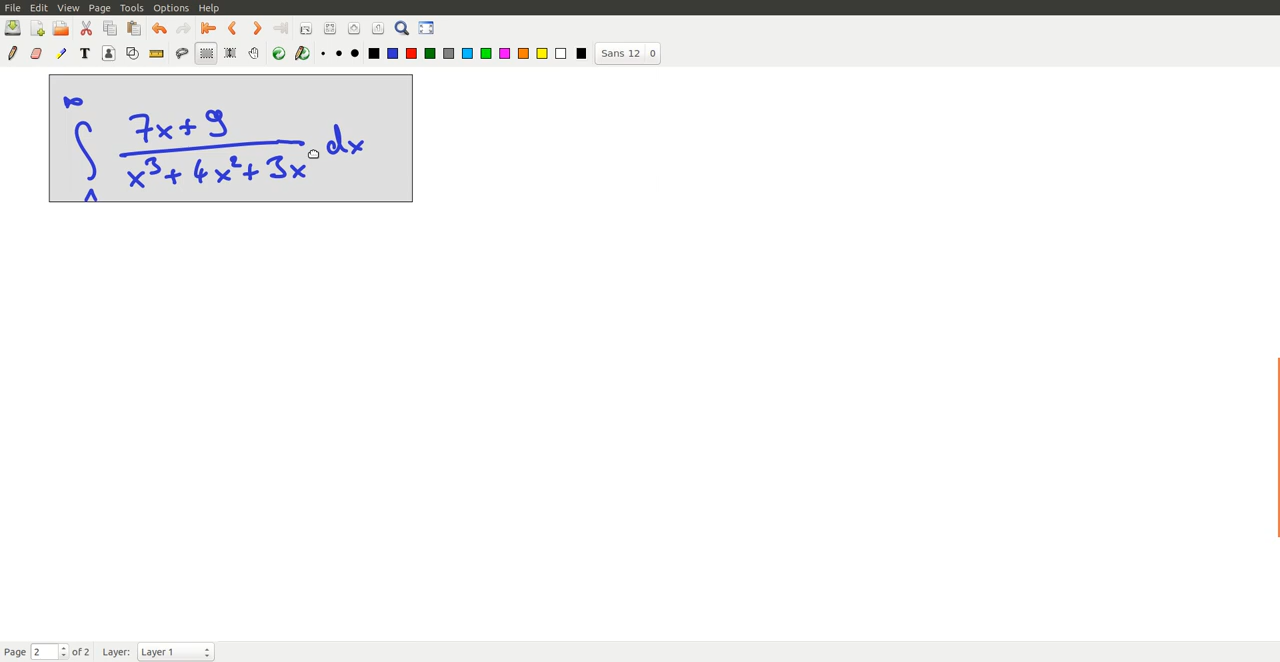 File Edit View Page Tools Options Help
Sans 12 0
∞
∫ 7x+9 dx
x³+4x²+3x
Page 2 of 2 Layer: Layer 1